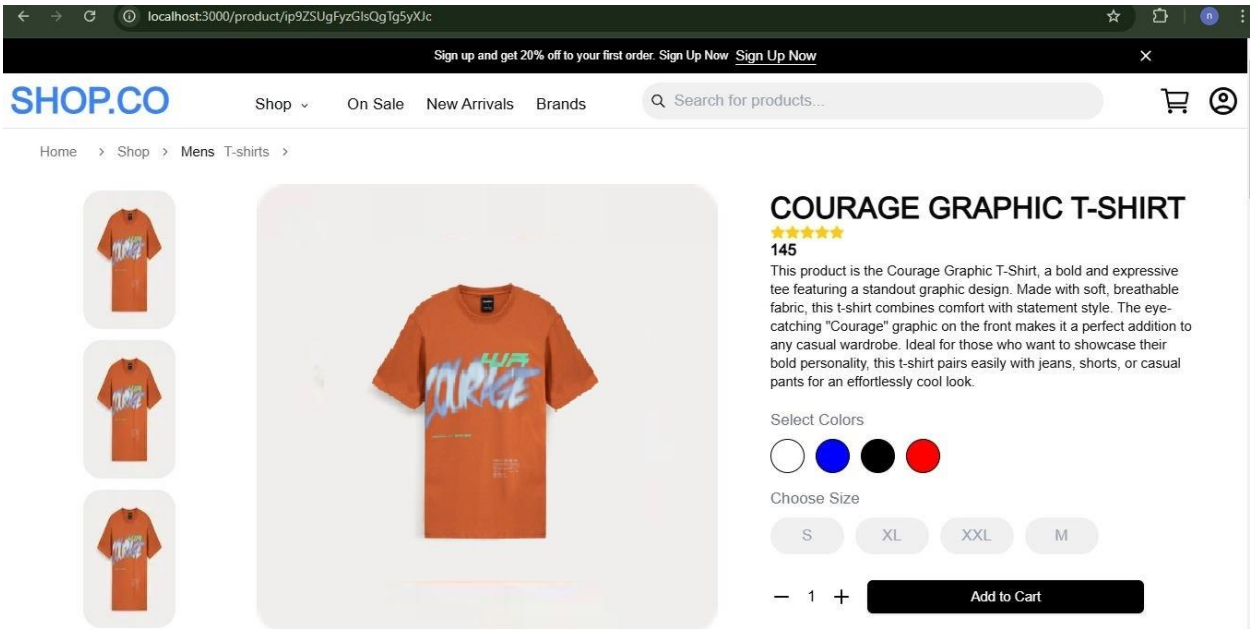 localhost:3000/product/ip9ZSUgFyzGIsQgTg5yXJc
n
Sign up and get 20% off to your first order. Sign Up Now Sign Up Now
SHOP.CO
Shop
On Sale
New Arrivals
Brands
Search for products...
Home > Shop > Mens T-shirts >
COURAGE GRAPHIC T-SHIRT
145
This product is the Courage Graphic T-Shirt, a bold and expressive
tee featuring a standout graphic design. Made with soft, breathable
fabric, this t-shirt combines comfort with statement style. The eye-
catching "Courage" graphic on the front makes it a perfect addition to
any casual wardrobe. Ideal for those who want to showcase their
bold personality, this t-shirt pairs easily with jeans, shorts, or casual
pants for an effortlessly cool look.
Select Colors
Choose Size
S
XL
XXL
M
1
Add to Cart
COURAGE